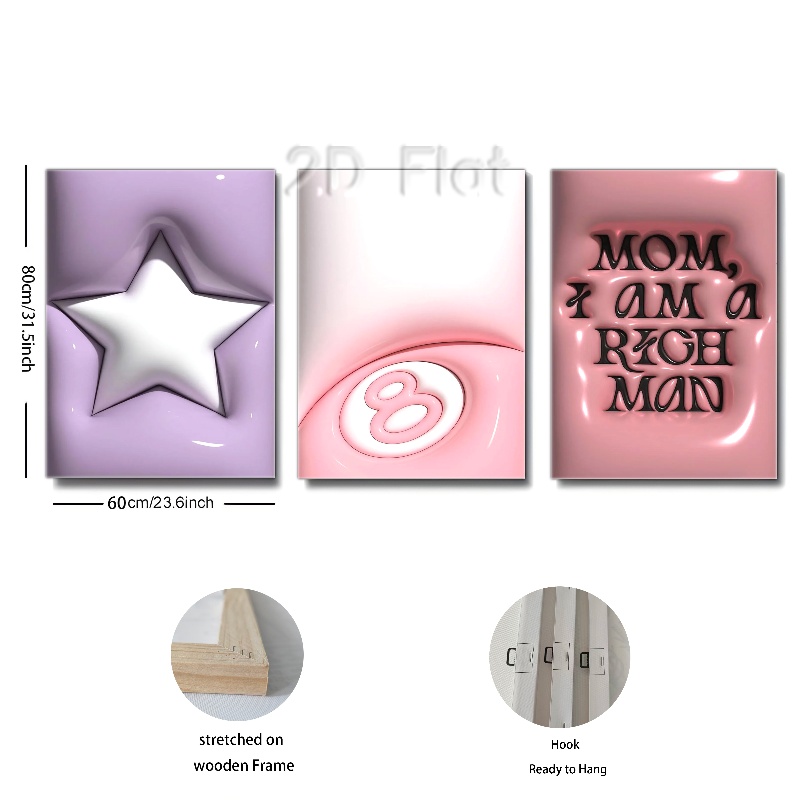 2D Flat
80cm/31.5inch
8
MOM,
I AM A
RICH
MAN
60cm/23.6inch
stretched on
wooden Frame
Hook
Ready to Hang